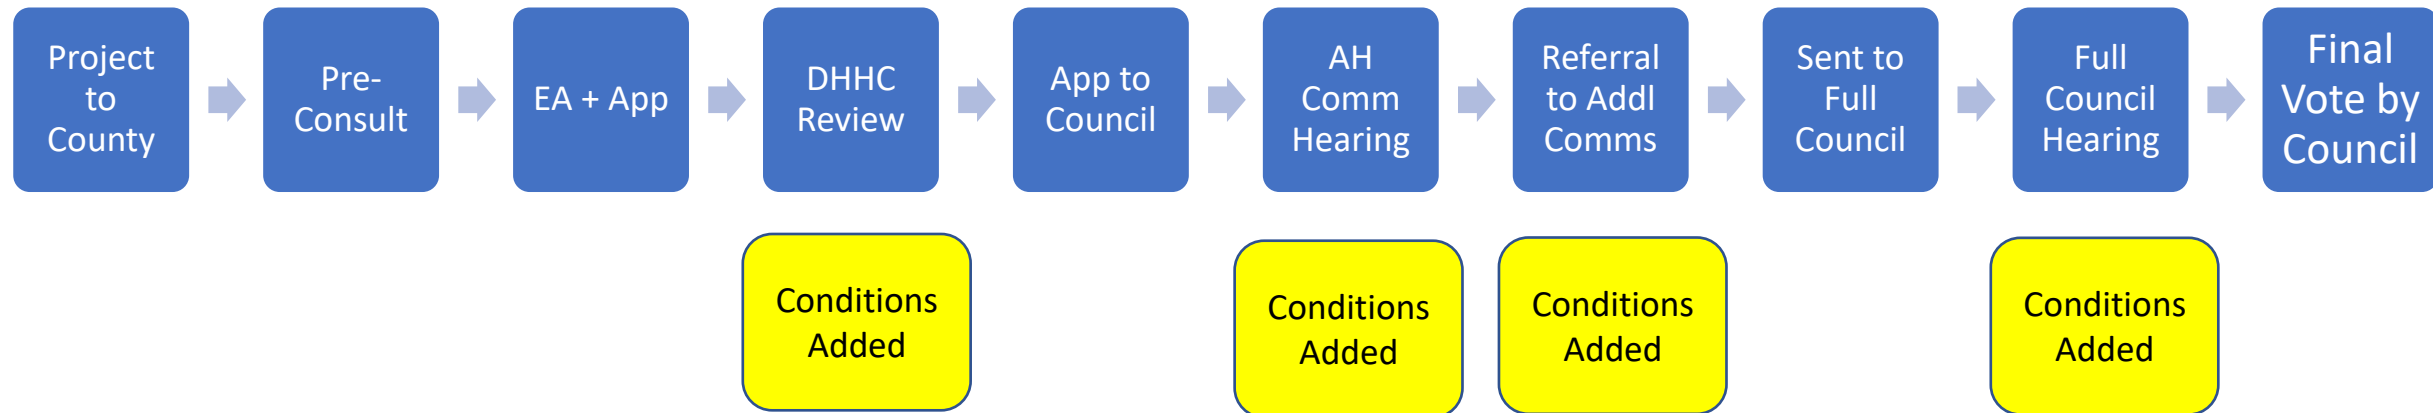 Project
to
County
Pre-
Consult
EA + App
DHHC
Review
App to
Council
AH
Comm
Hearing
Referral
to Addl
Comms
Sent to
Full
Council
Full
Council
Hearing
Final
Vote by
Council
Conditions
Added
Conditions
Added
Conditions
Added
Conditions
Added